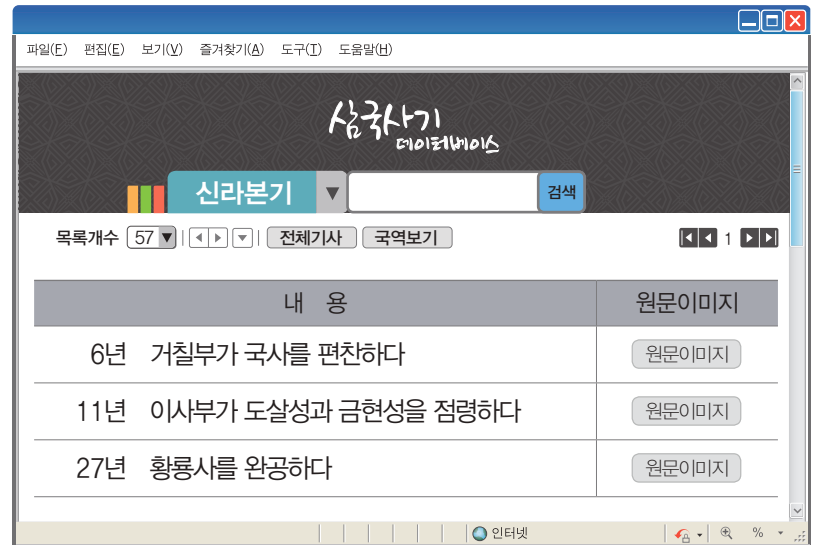 파일(F) 편집(E) 보기(V) 즐겨찾기(A) 도구(T) 도움말(H)
삼국사기
데이터베이스
신라본기 ▼ 검색
목록개수 57 ▼ 전체기사 국역보기 1
내 용 원문이미지
6년 거칠부가 국사를 편찬하다 원문이미지
11년 이사부가 도살성과 금현성을 점령하다 원문이미지
27년 황룡사를 완공하다 원문이미지
인터넷 %